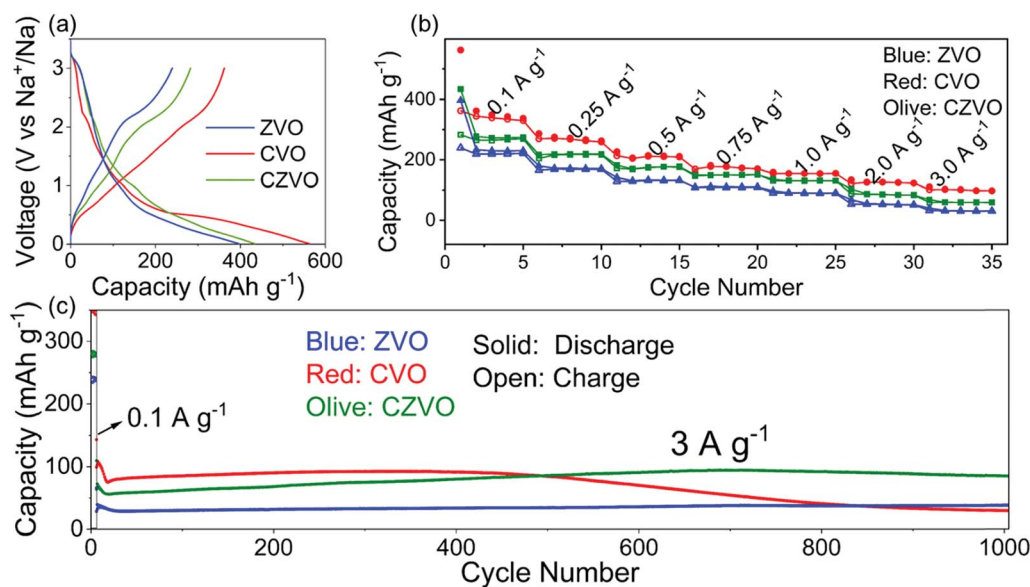 (a)
Voltage (V vs Na⁺/Na)
3
2
1
0
0 200 400 600
Capacity (mAh g⁻¹)
ZVO
CVO
CZVO
(b)
Capacity (mAh g⁻¹)
400
200
0
0.1 A g⁻¹
0.25 A g⁻¹
0.5 A g⁻¹
0.75 A g⁻¹
1.0 A g⁻¹
2.0 A g⁻¹
3.0 A g⁻¹
Blue: ZVO
Red: CVO
Olive: CZVO
0 5 10 15 20 25 30 35
Cycle Number
(c)
Capacity (mAh g⁻¹)
300
200
100
0
0.1 A g⁻¹
Blue: ZVO
Red: CVO
Olive: CZVO
Solid: Discharge
Open: Charge
3 A g⁻¹
0 200 400 600 800 1000
Cycle Number